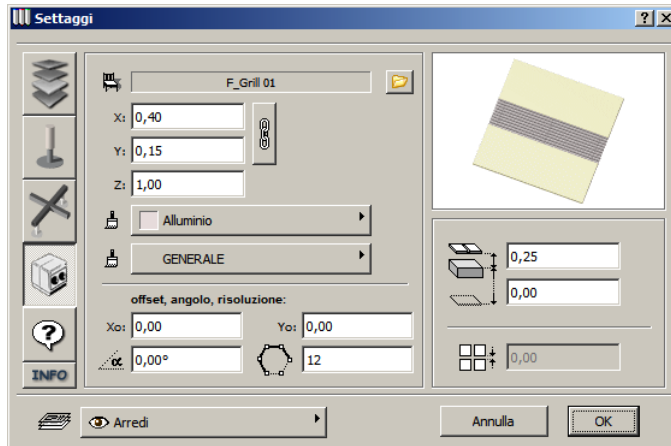 Settaggi
F_Grill 01
X: 0,40
Y: 0,15
Z: 1,00
Alluminio
GENERALE
offset, angolo, risoluzione:
Xo: 0,00 Yo: 0,00
α 0,00° 12
0,25
0,00
0,00
?
INFO
Arredi
Annulla OK